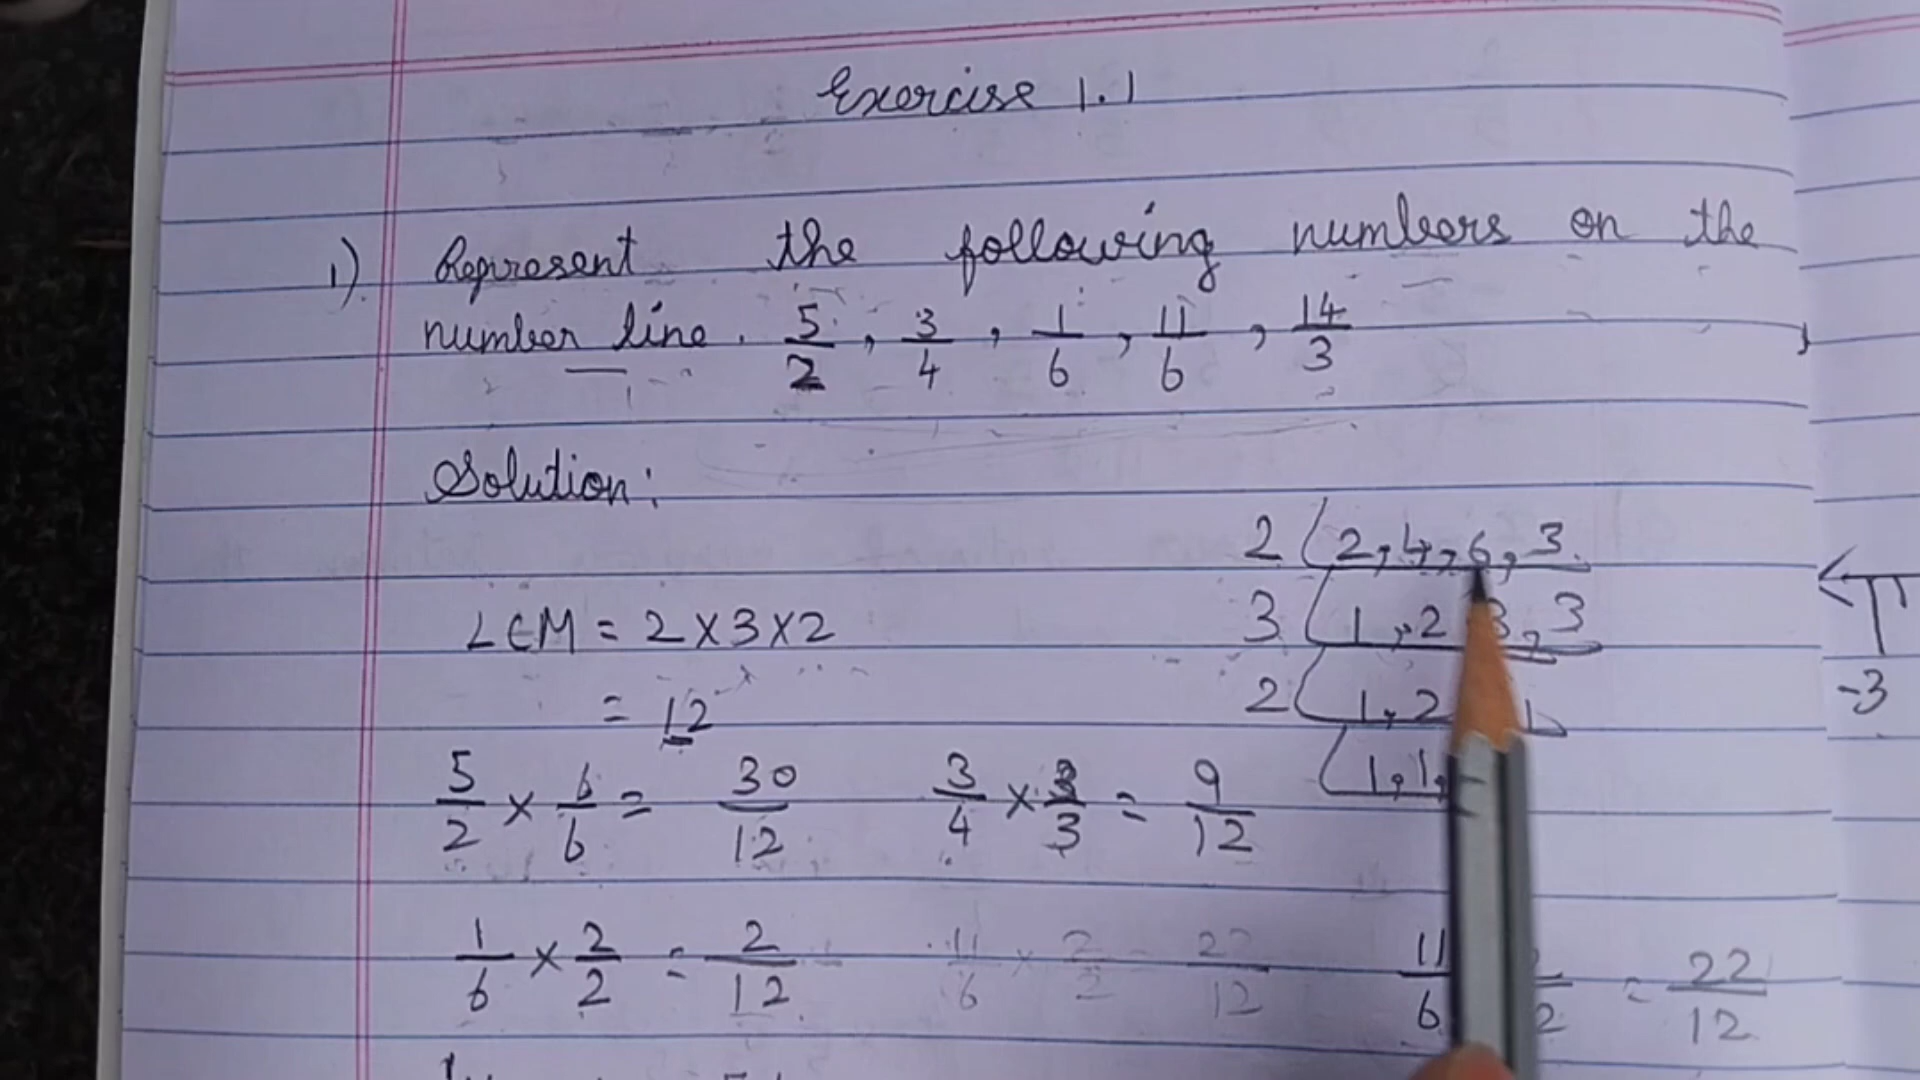 Exercise 1.1
1) Represent the following numbers on the
number line. 5/2, 3/4, 1/6, 11/6, 14/3
Solution:
2 ( 2, 4, 6, 3
LCM = 2 × 3 × 2
3 ( 1, 2 3, 3
= 12
2 ( 1, 2 1
-3
( 1, 1,
5/2 × 6/6 = 30/12 3/4 × 3/3 = 9/12
1/6 × 2/2 = 2/12 11/6 2 = 22/12